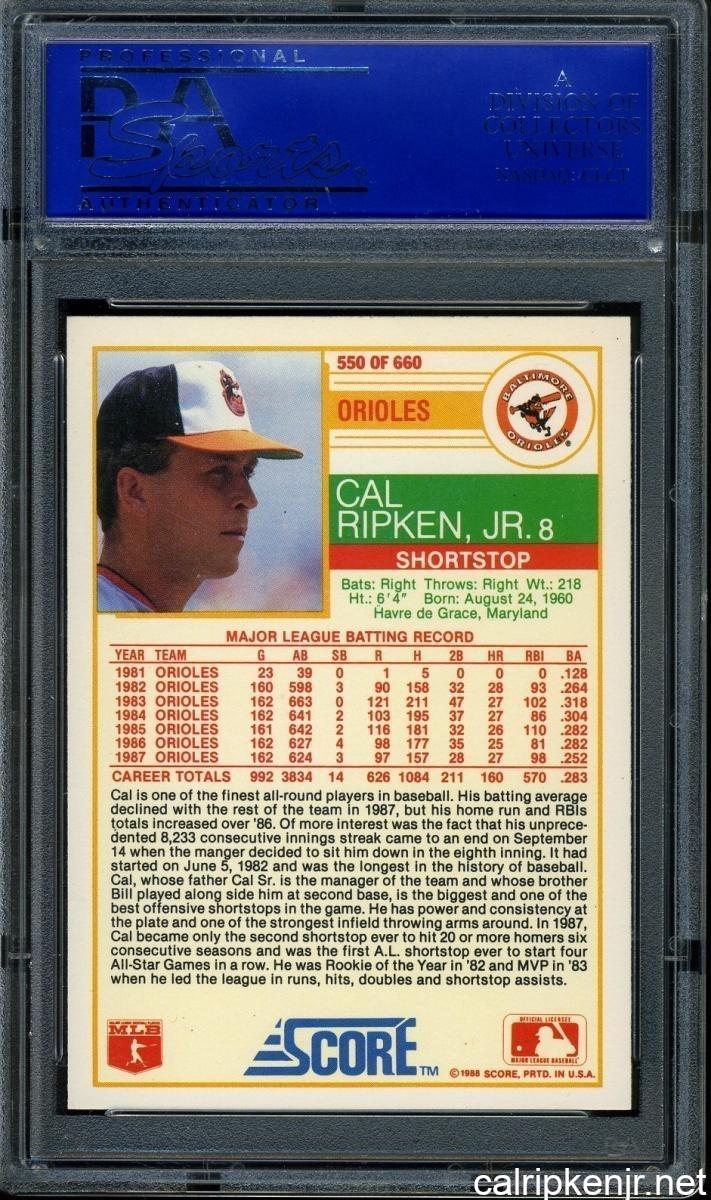 PROFESSIONAL
PSA
Sports®
AUTHENTICATOR
A
DIVISION OF
COLLECTORS
UNIVERSE
NASDAQ: CLCT
550 OF 660
ORIOLES
BALTIMORE
ORIOLES
CAL
RIPKEN, JR. 8
SHORTSTOP
Bats: Right Throws: Right Wt.: 218
Ht.: 6'4" Born: August 24, 1960
Havre de Grace, Maryland
MAJOR LEAGUE BATTING RECORD
YEAR TEAM G AB SB R H 2B HR RBI BA
1981 ORIOLES 23 39 0 1 5 0 0 0 .128
1982 ORIOLES 160 598 3 90 158 32 28 93 .264
1983 ORIOLES 162 663 0 121 211 47 27 102 .318
1984 ORIOLES 162 641 2 103 195 37 27 86 .304
1985 ORIOLES 161 642 2 116 181 32 26 110 .282
1986 ORIOLES 162 627 4 98 177 35 25 81 .282
1987 ORIOLES 162 624 3 97 157 28 27 98 .252
CAREER TOTALS 992 3834 14 626 1084 211 160 570 .283
Cal is one of the finest all-round players in baseball. His batting average
declined with the rest of the team in 1987, but his home run and RBIs
totals increased over '86. Of more interest was the fact that his unprece-
dented 8,233 consecutive innings streak came to an end on September
14 when the manger decided to sit him down in the eighth inning. It had
started on June 5, 1982 and was the longest in the history of baseball.
Cal, whose father Cal Sr. is the manager of the team and whose brother
Bill played along side him at second base, is the biggest and one of the
best offensive shortstops in the game. He has power and consistency at
the plate and one of the strongest infield throwing arms around. In 1987,
Cal became only the second shortstop ever to hit 20 or more homers six
consecutive seasons and was the first A.L. shortstop ever to start four
All-Star Games in a row. He was Rookie of the Year in '82 and MVP in '83
when he led the league in runs, hits, doubles and shortstop assists.
MLB
SCORE™
OFFICIAL LICENSEE
MAJOR LEAGUE BASEBALL
©1988 SCORE, PRTD. IN U.S.A.
PSA
calripkenjr.net